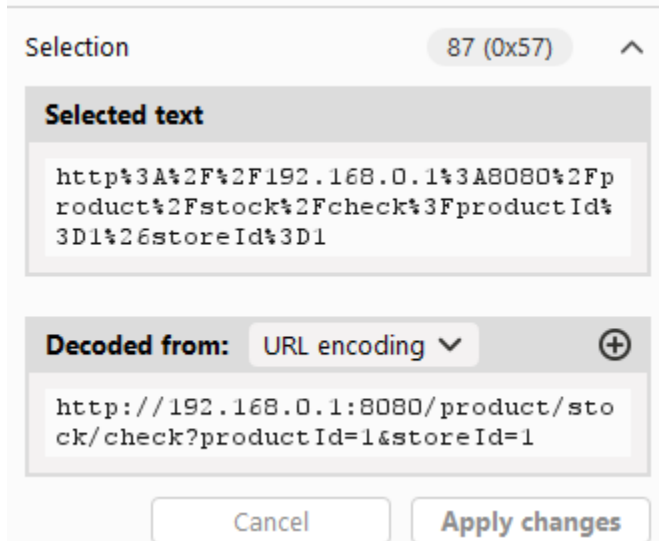 Selection
87 (0x57)
Selected text
http%3A%2F%2F192.168.0.1%3A8080%2Fp
roduct%2Fstock%2Fcheck%3FproductId%
3D1%26storeId%3D1
Decoded from: URL encoding
http://192.168.0.1:8080/product/sto
ck/check?productId=1&storeId=1
Cancel
Apply changes